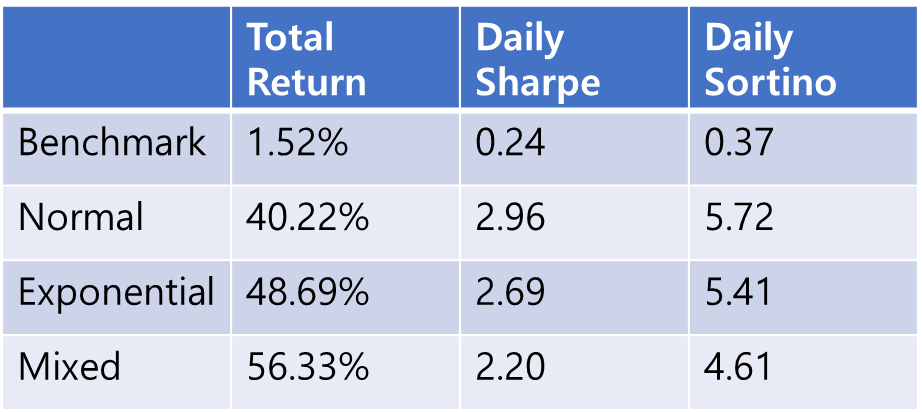 Total Return Daily Sharpe Daily Sortino
Benchmark 1.52% 0.24 0.37
Normal 40.22% 2.96 5.72
Exponential 48.69% 2.69 5.41
Mixed 56.33% 2.20 4.61